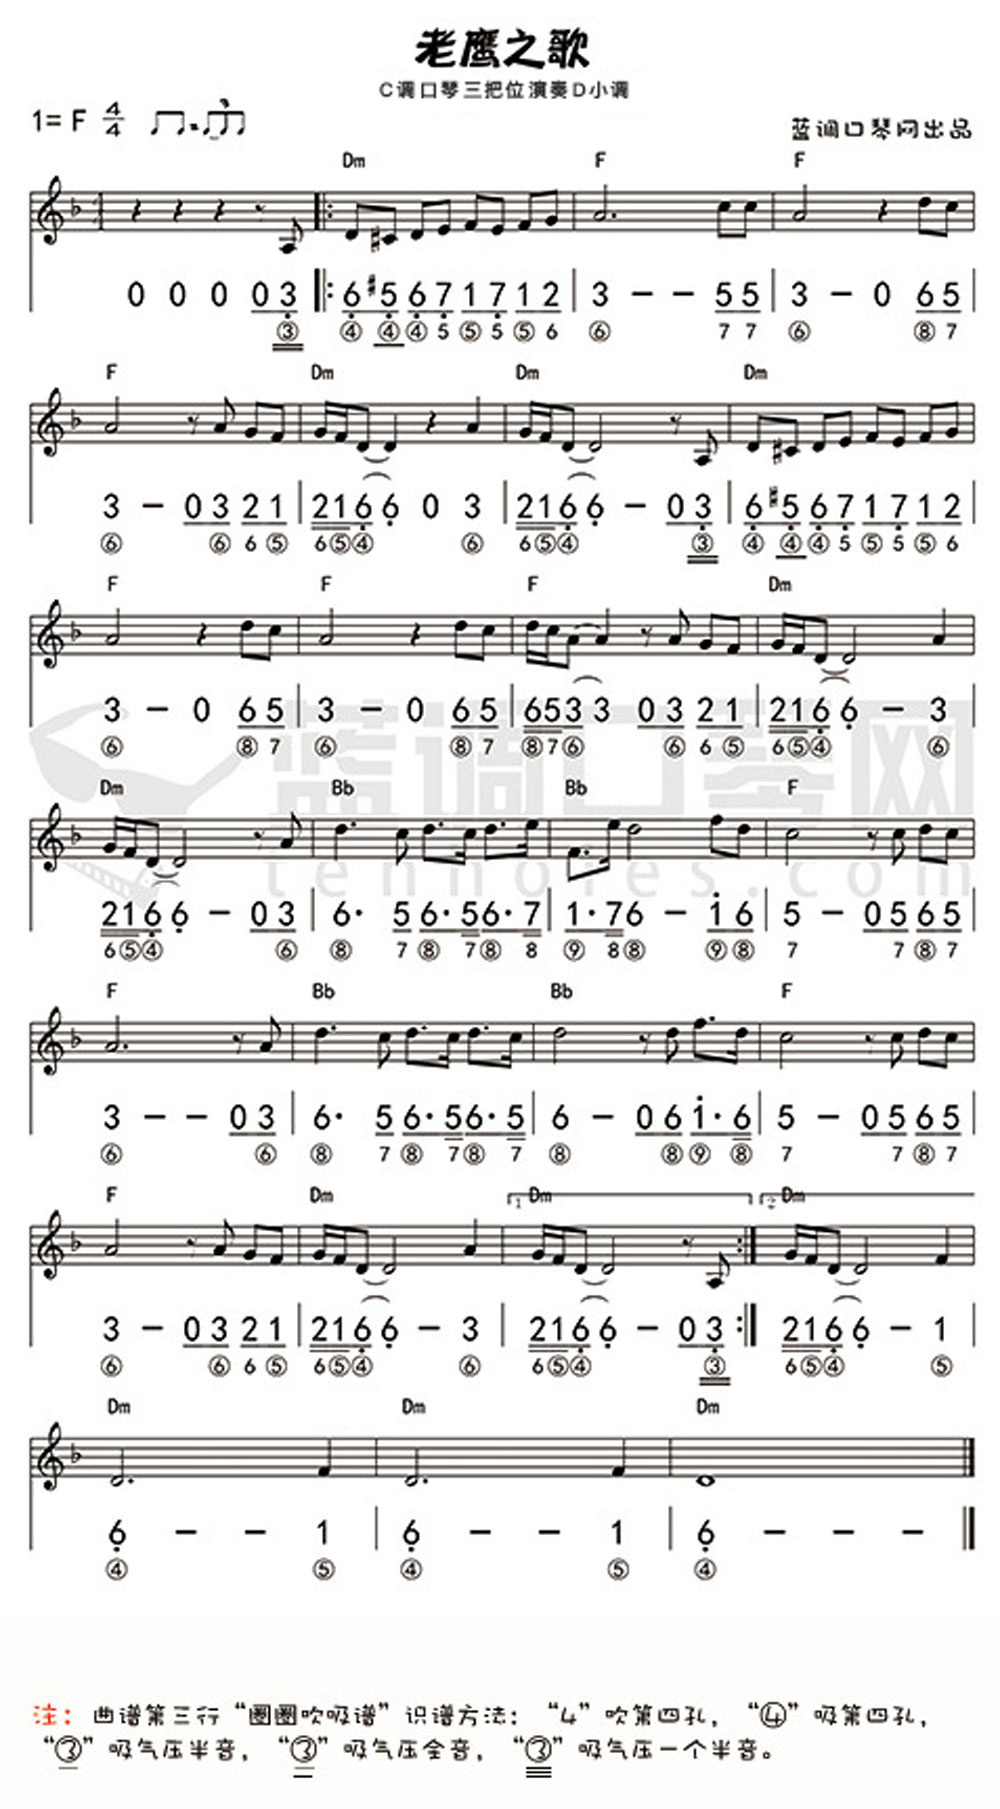 老鹰之歌
C调口琴三把位演奏D小调
1= F 4/4
蓝调口琴网出品
Dm F F
0 0 0 0 3 6 #5 6 7 1 7 1 2 3 - - 5 5 3 - 0 6 5
③ ④ ④ ④ 5 ⑤ 5 ⑤ 6 ⑥ 7 7 ⑥ ⑧ 7
F Dm Dm Dm
3 - 0 3 2 1 2 1 6 6 0 3 2 1 6 6 - 0 3 6 #5 6 7 1 7 1 2
⑥ ⑥ 6 ⑤ 6 ⑤ ④ ⑥ 6 ⑤ ④ ③ ④ ④ ④ 5 ⑤ 5 ⑤ 6
F F F Dm
3 - 0 6 5 3 - 0 6 5 6 5 3 3 0 3 2 1 2 1 6 6 - 3
⑥ ⑧ 7 ⑥ ⑧ 7 ⑧ 7 ⑥ ⑥ 6 ⑤ 6 ⑤ ④ ⑥
蓝调口琴网
Dm Bb Bb F
tennotes.com
2 1 6 6 - 0 3 6· 5 6· 5 6· 7 1· 7 6 - 1 6 5 - 0 5 6 5
6 ⑤ ④ ⑥ ⑧ 7 ⑧ 7 ⑧ 8 ⑨ 8 ⑧ ⑨ ⑧ 7 7 ⑧ 7
F Bb Bb F
3 - - 0 3 6· 5 6· 5 6· 5 6 - 0 6 1· 6 5 - 0 5 6 5
⑥ ⑥ ⑧ 7 ⑧ 7 ⑧ 7 ⑧ ⑧ ⑨ ⑧ 7 7 ⑧ 7
F Dm 1 Dm 2 Dm
3 - 0 3 2 1 2 1 6 6 - 3 2 1 6 6 - 0 3 2 1 6 6 - 1
⑥ ⑥ 6 ⑤ 6 ⑤ ④ ⑥ 6 ⑤ ④ ③ 6 ⑤ ④ ⑤
Dm Dm Dm
6 - - 1 6 - - 1 6 - - -
④ ⑤ ④ ⑤ ④
注：曲谱第三行“圈圈吹吸谱”识谱方法：“4”吹第四孔，“④”吸第四孔，
“③”吸气压半音，“③”吸气压全音，“③”吸气压一个半音。